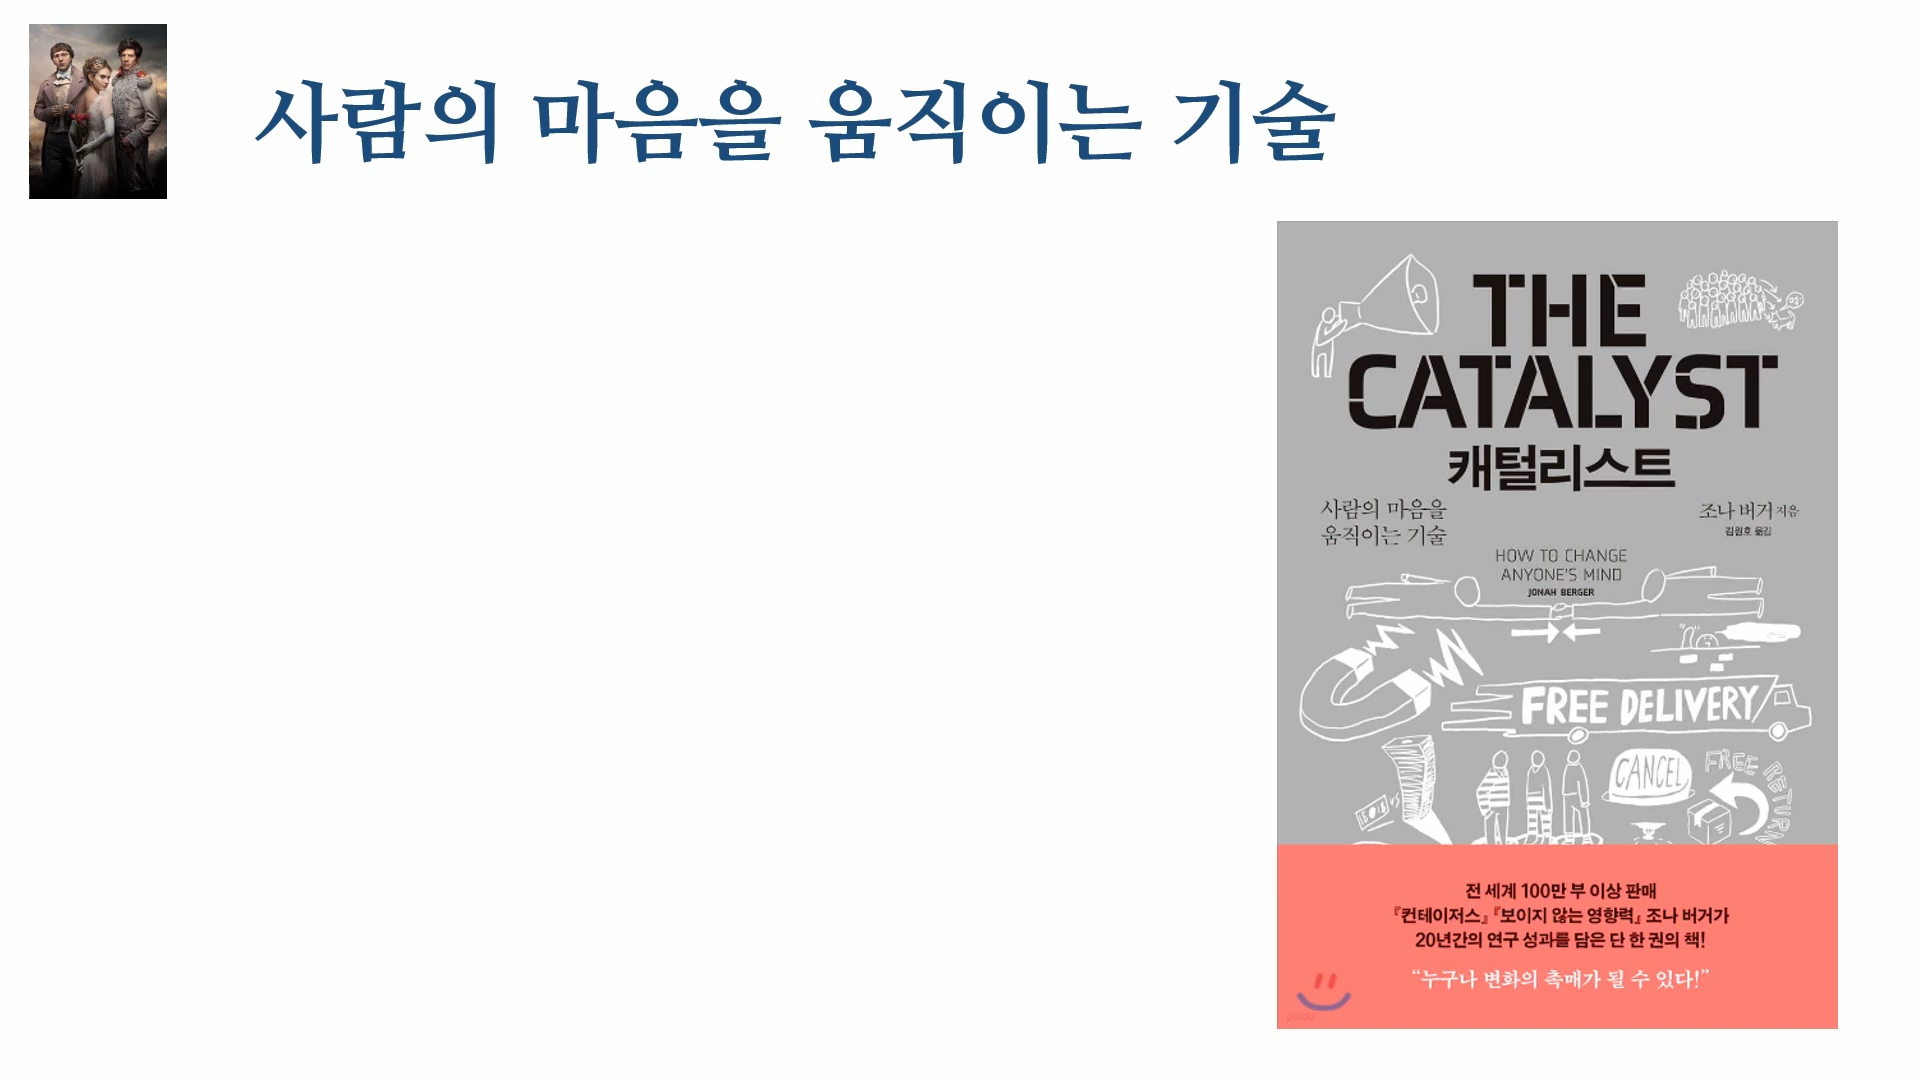 사람의 마음을 움직이는 기술
THE
CATALYST
캐털리스트
사람의 마음을
움직이는 기술
조나 버거 지음
김원호 옮김
HOW TO CHANGE
ANYONE'S MIND
JONAH BERGER
FREE DELIVERY
CANCEL
FREE RETURN
전 세계 100만 부 이상 판매
『컨테이저스』『보이지 않는 영향력』 조나 버거가
20년간의 연구 성과를 담은 단 한 권의 책!
“누구나 변화의 촉매가 될 수 있다!”